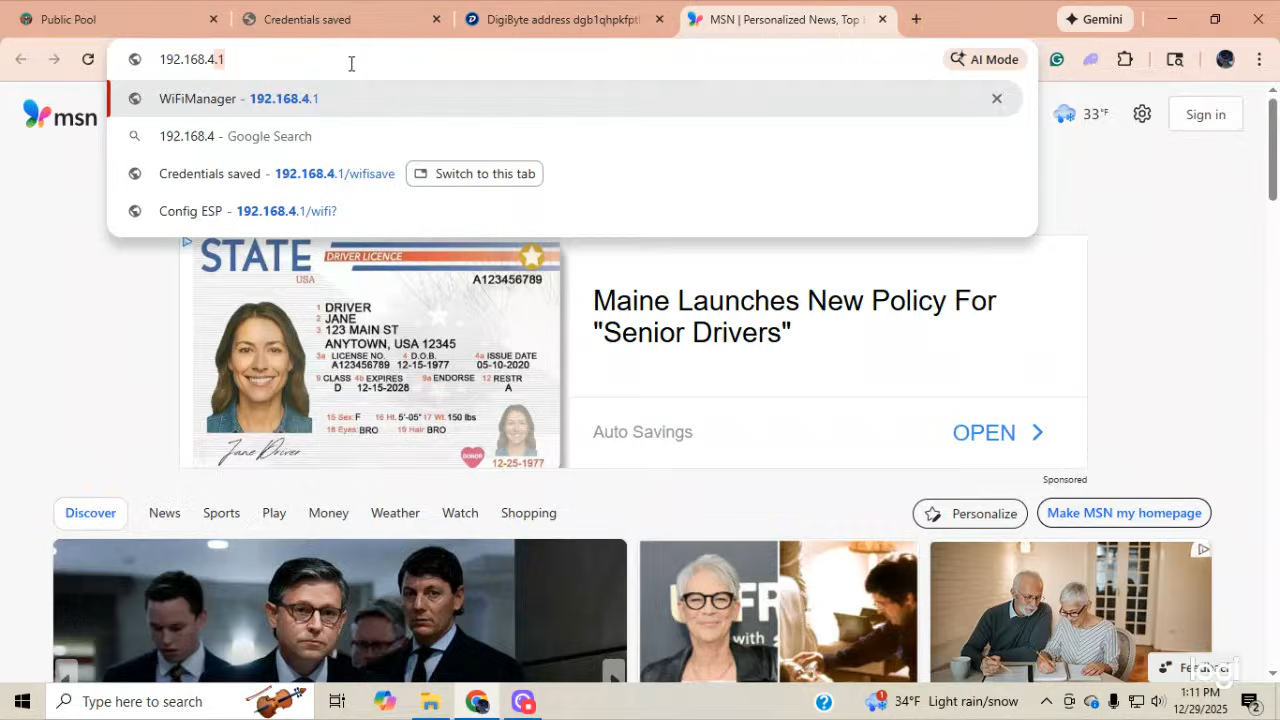 Public Pool
Credentials saved
DigiByte address dgb1qhpkfpt
MSN | Personalized News, Top
Gemini
192.168.4.1
AI Mode
WiFiManager - 192.168.4.1
192.168.4 - Google Search
Credentials saved - 192.168.4.1/wifisave
Switch to this tab
Config ESP - 192.168.4.1/wifi?
msn
33°F
Sign in
STATE
USA
DRIVER LICENCE
A123456789
1 DRIVER
2 JANE
3 123 MAIN ST
ANYTOWN, USA 12345
3a LICENSE NO. 4 D.O.B. 4a ISSUE DATE
A123456789 12-15-1977 05-10-2020
9 CLASS 4b EXPIRES 9a ENDORSE 12 RESTR
D 12-15-2028 A
15 Sex: F 16 Ht. 5'-05" 17 Wt. 150 lbs
18 Eyes: BRO 19 Hair: BRO
Jane Driver
DONOR
12-25-1977
Maine Launches New Policy For
"Senior Drivers"
Auto Savings
OPEN
Sponsored
Discover
News
Sports
Play
Money
Weather
Watch
Shopping
Personalize
Make MSN my homepage
Type here to search
34°F Light rain/snow
1:11 PM
12/29/2025
2